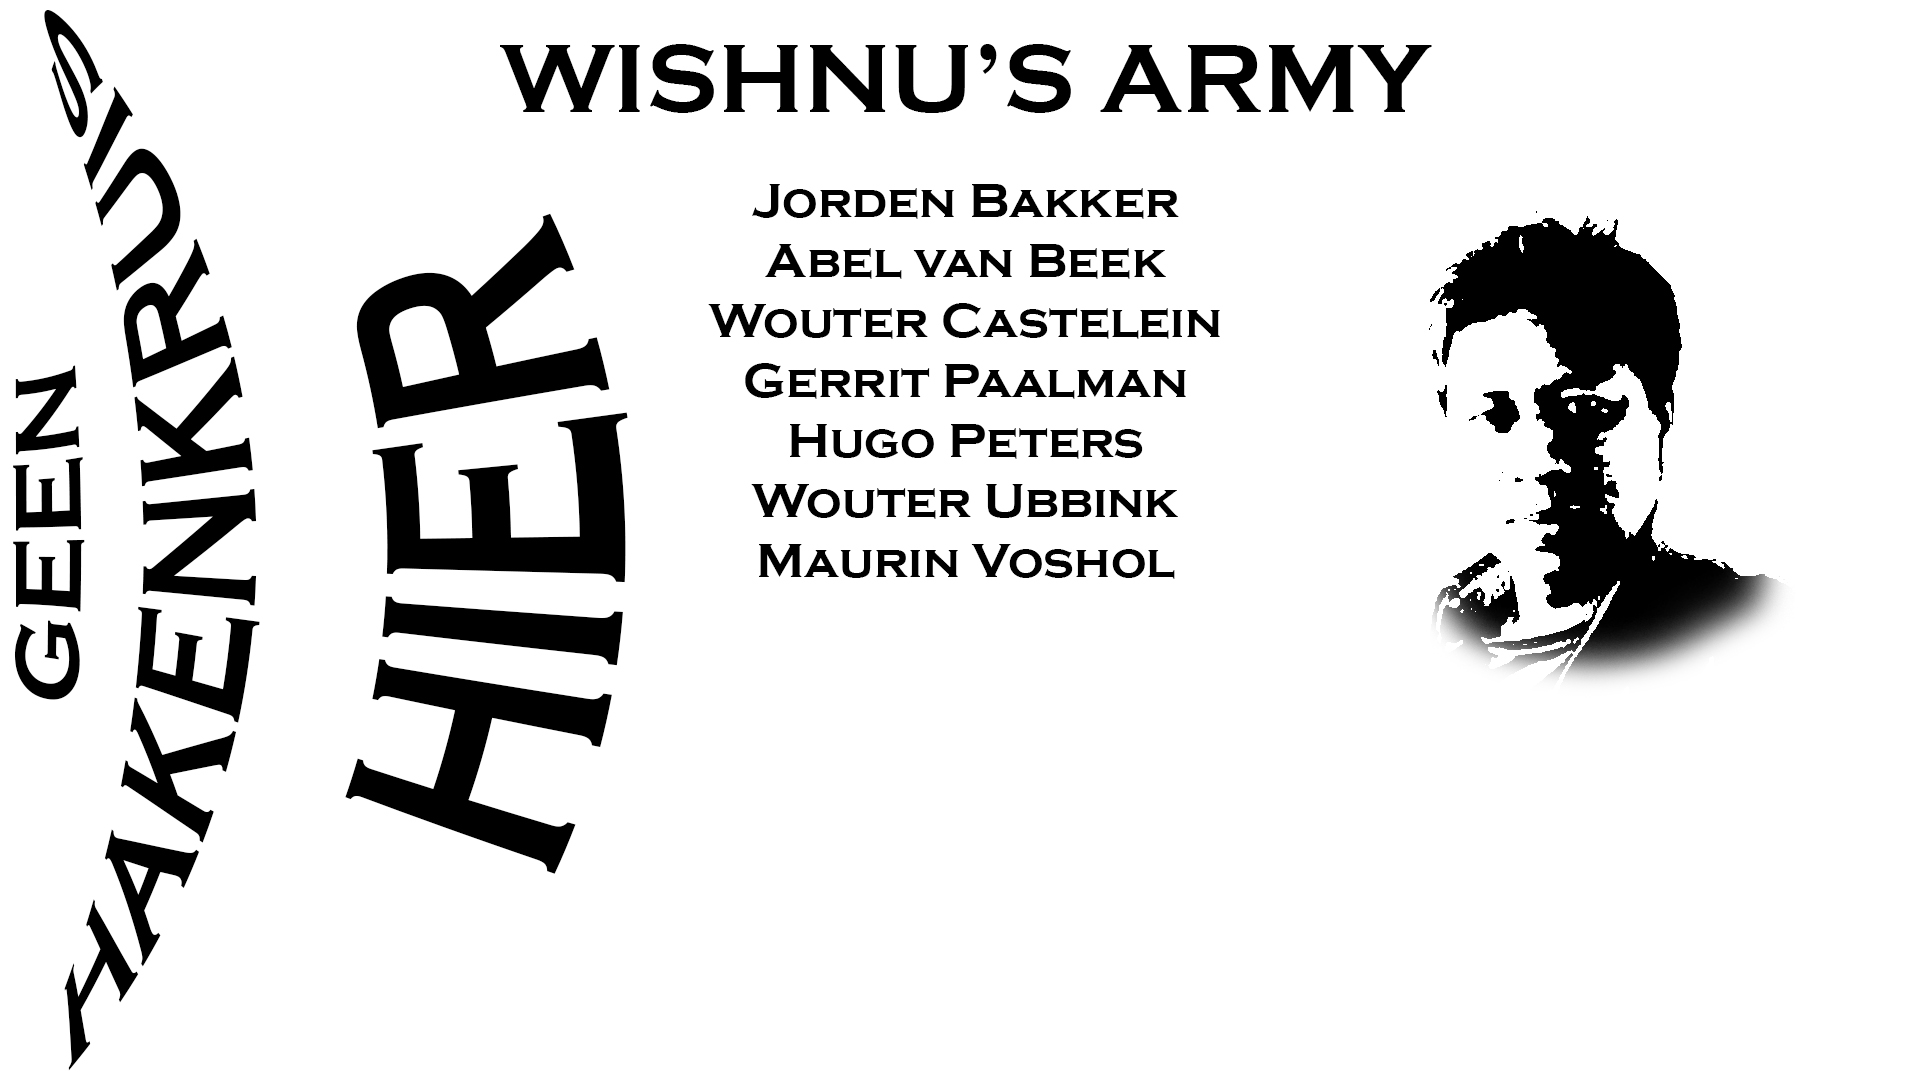 GEEN
HAKENKRUIS
HIER
WISHNU'S ARMY
JORDEN BAKKER
ABEL VAN BEEK
WOUTER CASTELEIN
GERRIT PAALMAN
HUGO PETERS
WOUTER UBBINK
MAURIN VOSHOL